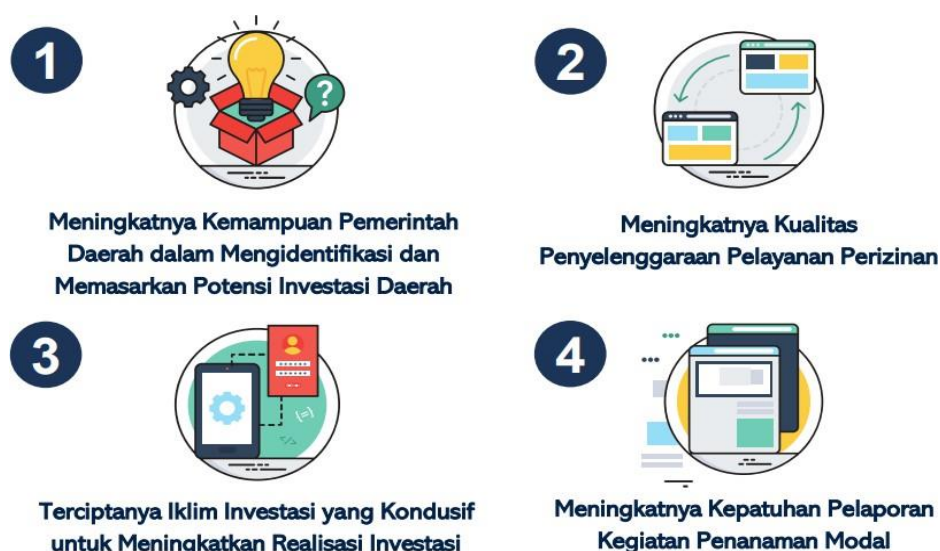 1
Meningkatnya Kemampuan Pemerintah
Daerah dalam Mengidentifikasi dan
Memasarkan Potensi Investasi Daerah
2
Meningkatnya Kualitas
Penyelenggaraan Pelayanan Perizinan
3
Terciptanya Iklim Investasi yang Kondusif
untuk Meningkatkan Realisasi Investasi
4
Meningkatnya Kepatuhan Pelaporan
Kegiatan Penanaman Modal